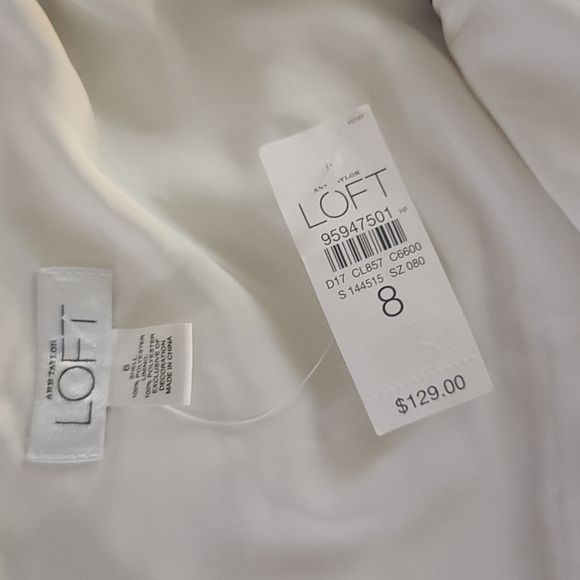 ANN TAYLOR
LOFT
95947501 HF
D17 CL857 C6600
S 144515 SZ 080
8
$129.00
ANN TAYLOR
LOFT
8
SHELL
100% POLYESTER
LINING
100% POLYESTER
EXCLUSIVE OF
DECORATION
MADE IN CHINA